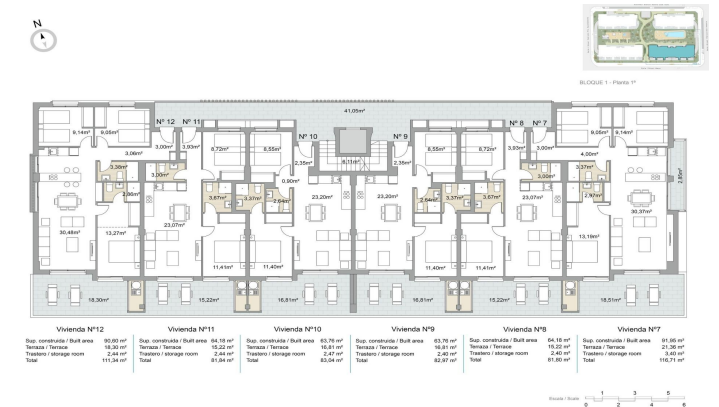 N
BLOQUE 1 - Planta 1ª
41,05m²
Nº 12 Nº 11 Nº 10 Nº 9 Nº 8 Nº 7
9,14m² 9,05m² 3,00m² 3,93m² 8,72m² 8,55m² 2,35m² 6,11m² 2,35m² 8,55m² 8,72m² 3,93m² 3,00m² 9,05m² 9,14m²
3,06m² 4,00m²
3,38m² 3,00m² 0,90m² 3,00m² 3,37m² 2,85m²
2,86m² 3,67m² 3,37m² 2,64m² 23,20m² 23,20m² 2,64m² 3,37m² 3,67m² 2,97m²
30,48m² 13,27m² 23,07m² 11,41m² 11,40m² 11,40m² 11,41m² 23,07m² 13,19m² 30,37m²
18,30m² 15,22m² 16,81m² 16,81m² 15,22m² 18,51m²
Vivienda Nº12
Sup. construida / Built area 90,60 m²
Terraza / Terrace 18,30 m²
Trastero / storage room 2,44 m²
Total 111,34 m²
Vivienda Nº11
Sup. construida / Built area 64,18 m²
Terraza / Terrace 15,22 m²
Trastero / storage room 2,44 m²
Total 81,84 m²
Vivienda Nº10
Sup. construida / Built area 63,76 m²
Terraza / Terrace 16,81 m²
Trastero / storage room 2,47 m²
Total 83,04 m²
Vivienda Nº9
Sup. construida / Built area 63,76 m²
Terraza / Terrace 16,81 m²
Trastero / storage room 2,40 m²
Total 82,97 m²
Vivienda Nº8
Sup. construida / Built area 64,18 m²
Terraza / Terrace 15,22 m²
Trastero / storage room 2,40 m²
Total 81,80 m²
Vivienda Nº7
Sup. construida / Built area 91,95 m²
Terraza / Terrace 21,36 m²
Trastero / storage room 3,40 m²
Total 116,71 m²
Escala / Scale
1 3 5
0 2 4 6